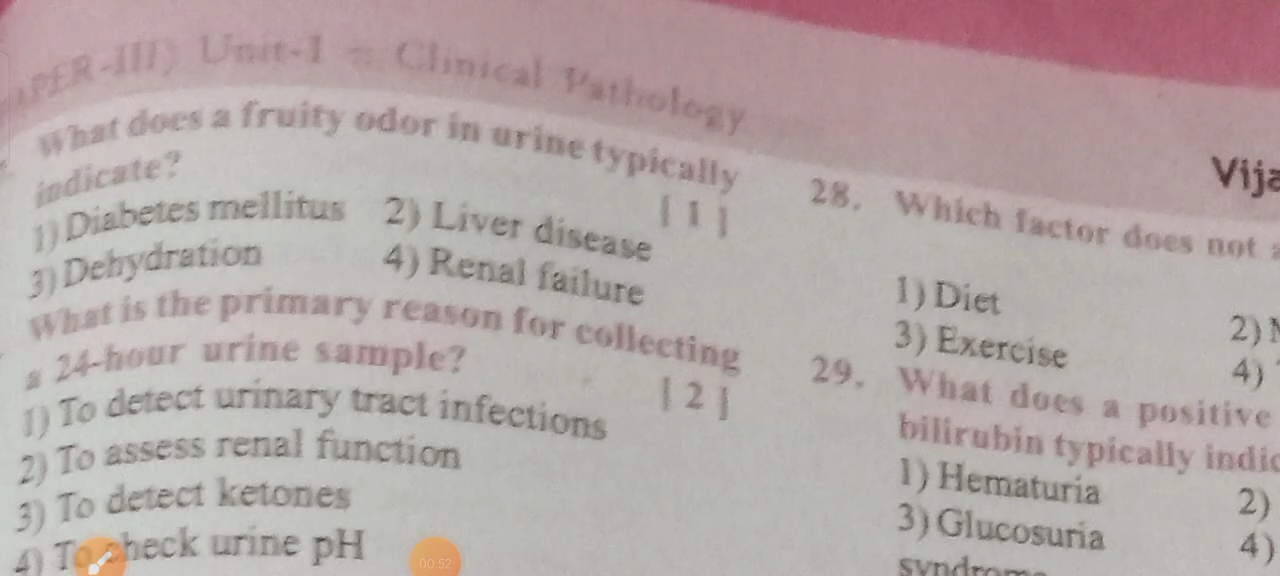 PER-III) Unit-1 = Clinical Pathology
Vija
What does a fruity odor in urine typically
indicate? [ 1 ]
1) Diabetes mellitus 2) Liver disease
3) Dehydration 4) Renal failure
What is the primary reason for collecting
a 24-hour urine sample? [ 2 ]
1) To detect urinary tract infections
2) To assess renal function
3) To detect ketones
4) To check urine pH
28. Which factor does not
1) Diet 2)
3) Exercise 4)
29. What does a positive
bilirubin typically indic
1) Hematuria 2)
3) Glucosuria 4)
syndrome
00:52